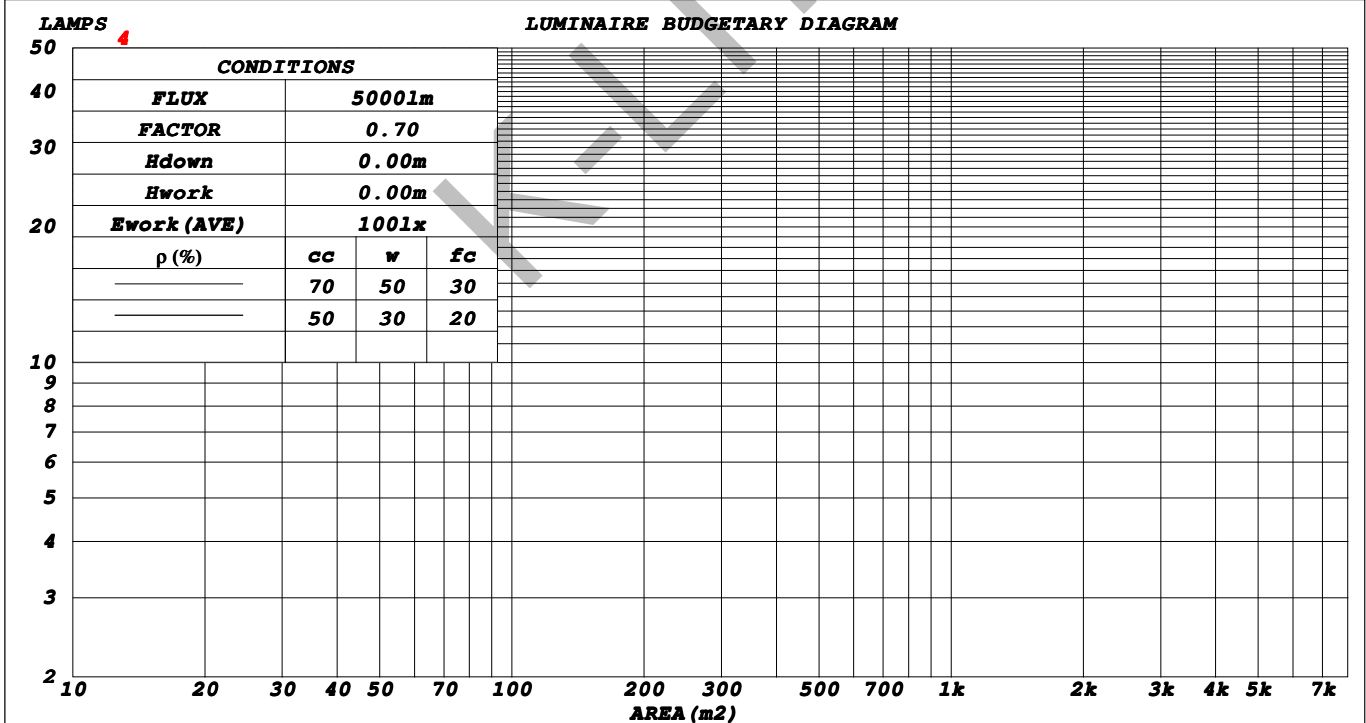 LAMPS LUMINAIRE BUDGETARY DIAGRAM
4
50
CONDITIONS
40
FLUX 5000lm
FACTOR 0.70
30
Hdown 0.00m
Hwork 0.00m
20 Ework(AVE) 100lx
ρ(%) cc w fc
70 50 30
50 30 20
10
9
8
7
6
5
4
3
2
10 20 30 40 50 70 100 200 300 500 700 1k 2k 3k 4k 5k 7k
AREA(m2)